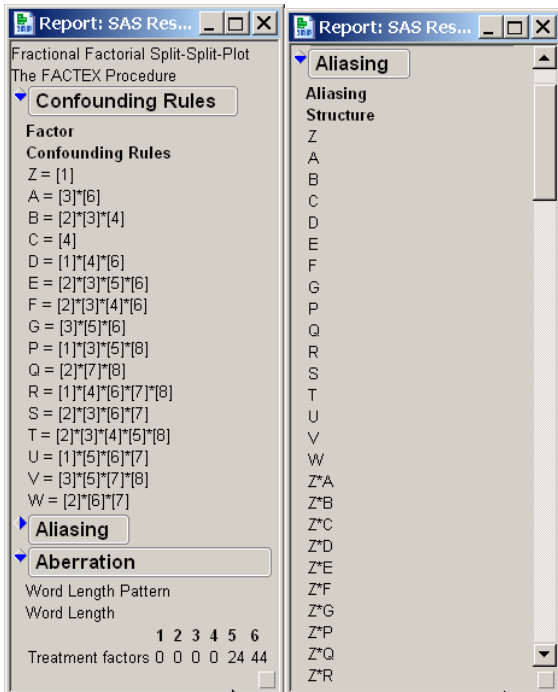 Report: SAS Res...
Fractional Factorial Split-Split-Plot
The FACTEX Procedure
Confounding Rules
Factor
Confounding Rules
Z = [1]
A = [3]*[6]
B = [2]*[3]*[4]
C = [4]
D = [1]*[4]*[6]
E = [2]*[3]*[5]*[6]
F = [2]*[3]*[4]*[6]
G = [3]*[5]*[6]
P = [1]*[3]*[5]*[8]
Q = [2]*[7]*[8]
R = [1]*[4]*[6]*[7]*[8]
S = [2]*[3]*[6]*[7]
T = [2]*[3]*[4]*[5]*[8]
U = [1]*[5]*[6]*[7]
V = [3]*[5]*[7]*[8]
W = [2]*[6]*[7]
Aliasing
Aberration
Word Length Pattern
Word Length
1 2 3 4 5 6
Treatment factors 0 0 0 0 24 44
Report: SAS Res...
Aliasing
Aliasing
Structure
Z
A
B
C
D
E
F
G
P
Q
R
S
T
U
V
W
Z*A
Z*B
Z*C
Z*D
Z*E
Z*F
Z*G
Z*P
Z*Q
Z*R